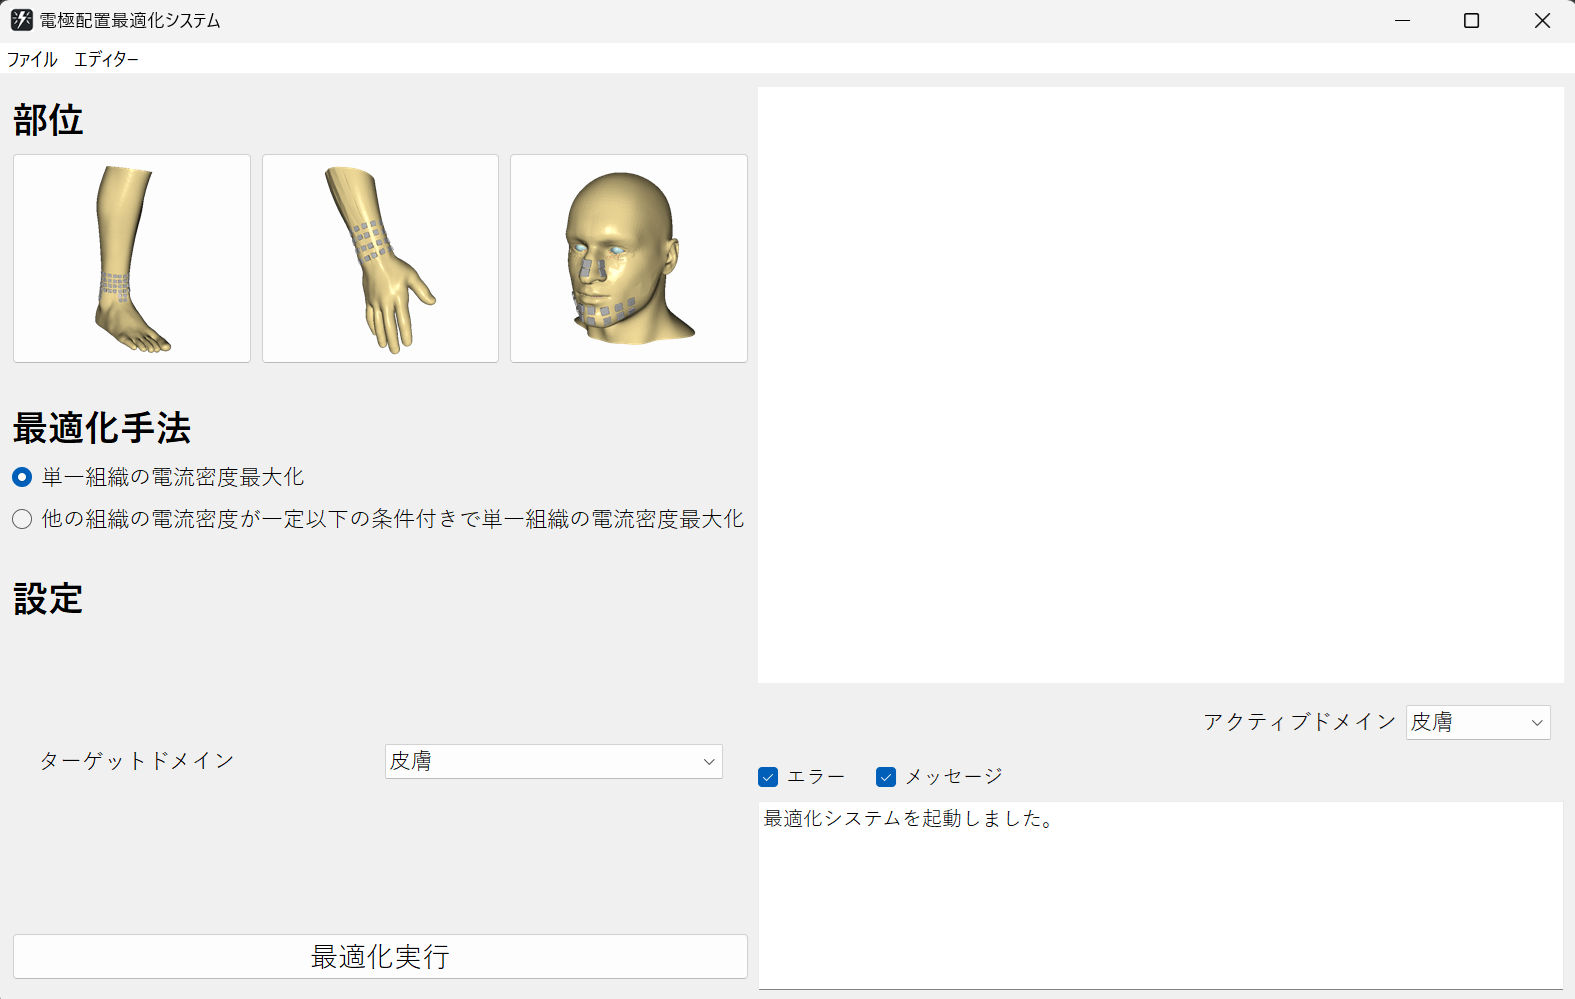 電極配置最適化システム
ファイル エディター
部位
最適化手法
単一組織の電流密度最大化
他の組織の電流密度が一定以下の条件付きで単一組織の電流密度最大化
設定
ターゲットドメイン 皮膚
最適化実行
アクティブドメイン 皮膚
エラー メッセージ
最適化システムを起動しました。